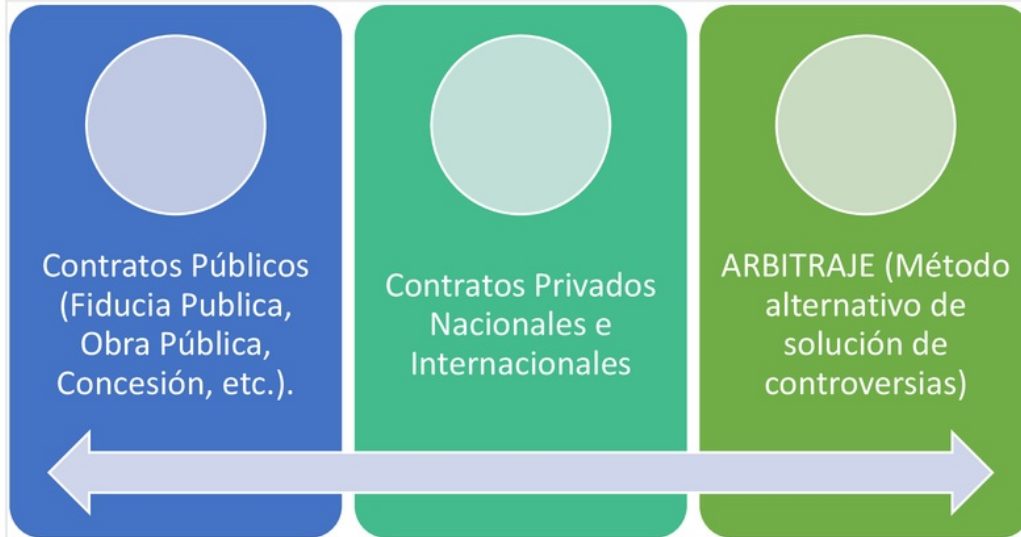 Contratos Públicos
(Fiducia Publica,
Obra Pública,
Concesión, etc.).
Contratos Privados
Nacionales e
Internacionales
ARBITRAJE (Método
alternativo de
solución de
controversias)